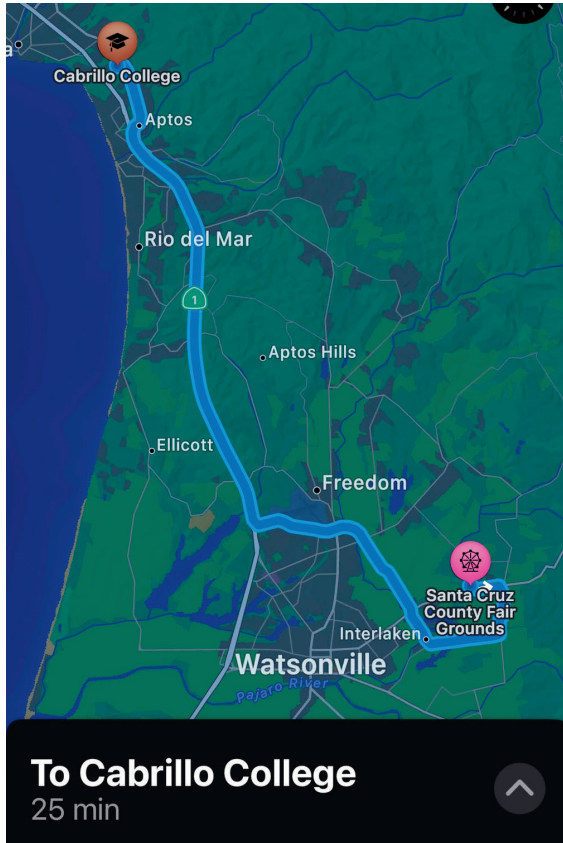 a
Cabrillo College
Aptos
Rio del Mar
1
Aptos Hills
Ellicott
Freedom
Santa Cruz
County Fair
Grounds
Interlaken
Watsonville
Pajaro River
To Cabrillo College
25 min